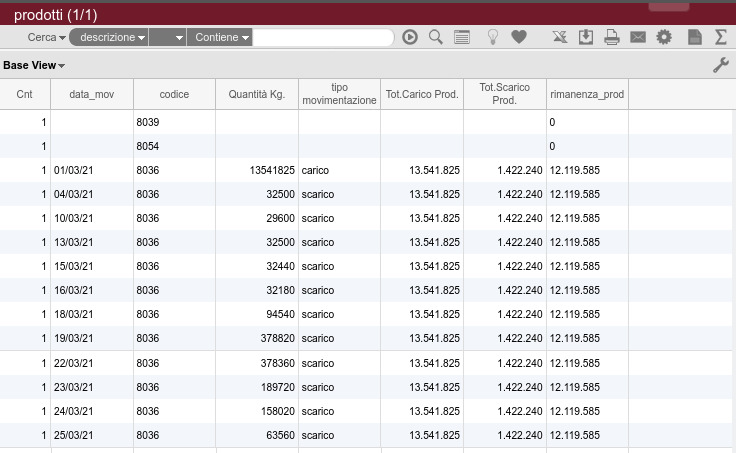 prodotti (1/1)
Cerca descrizione Contiene
Base View
Cnt data_mov codice Quantità Kg. tipo movimentazione Tot.Carico Prod. Tot.Scarico Prod. rimanenza_prod
1 8039 0
1 8054 0
1 01/03/21 8036 13541825 carico 13.541.825 1.422.240 12.119.585
1 04/03/21 8036 32500 scarico 13.541.825 1.422.240 12.119.585
1 10/03/21 8036 29600 scarico 13.541.825 1.422.240 12.119.585
1 13/03/21 8036 32500 scarico 13.541.825 1.422.240 12.119.585
1 15/03/21 8036 32440 scarico 13.541.825 1.422.240 12.119.585
1 16/03/21 8036 32180 scarico 13.541.825 1.422.240 12.119.585
1 18/03/21 8036 94540 scarico 13.541.825 1.422.240 12.119.585
1 19/03/21 8036 378820 scarico 13.541.825 1.422.240 12.119.585
1 22/03/21 8036 378360 scarico 13.541.825 1.422.240 12.119.585
1 23/03/21 8036 189720 scarico 13.541.825 1.422.240 12.119.585
1 24/03/21 8036 158020 scarico 13.541.825 1.422.240 12.119.585
1 25/03/21 8036 63560 scarico 13.541.825 1.422.240 12.119.585